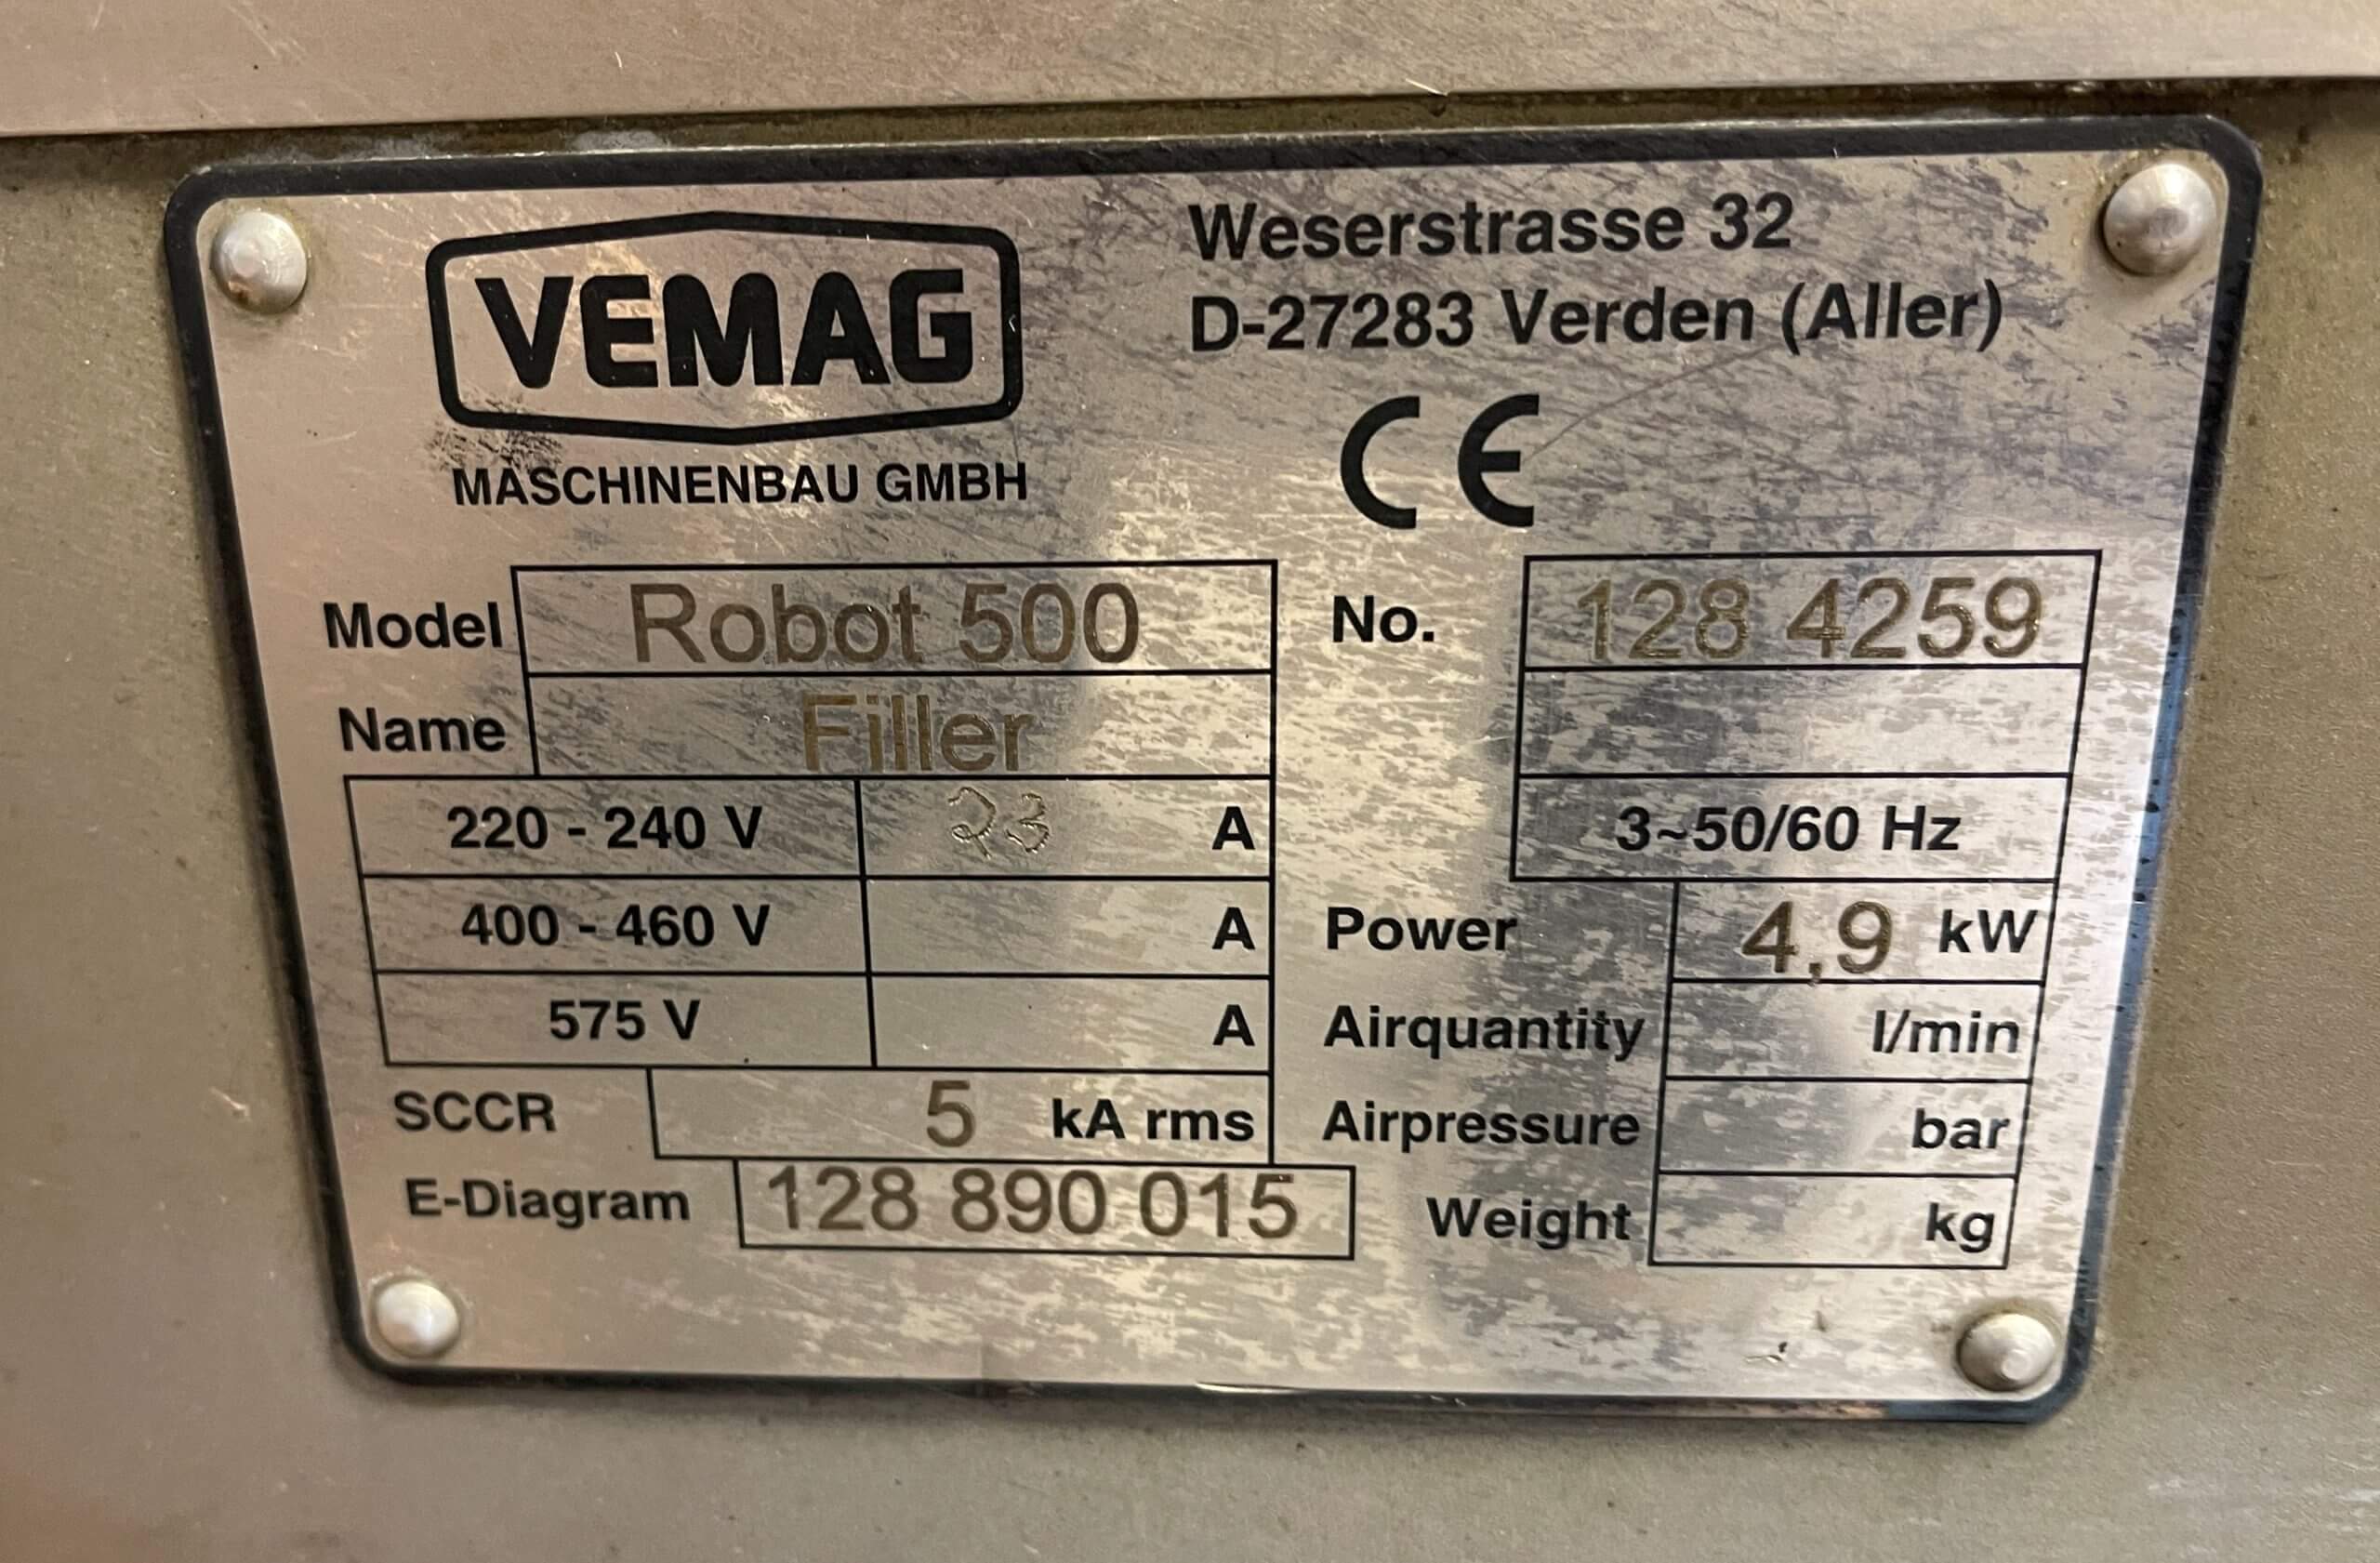 VEMAG
MASCHINENBAU GMBH
Weserstrasse 32
D-27283 Verden (Aller)
CE
Model Robot 500
No. 128 4259
Name Filler
220 - 240 V 23 A
3~50/60 Hz
400 - 460 V A
Power 4,9 kW
575 V A
Airquantity l/min
SCCR 5 kA rms
Airpressure bar
E-Diagram 128 890 015
Weight kg